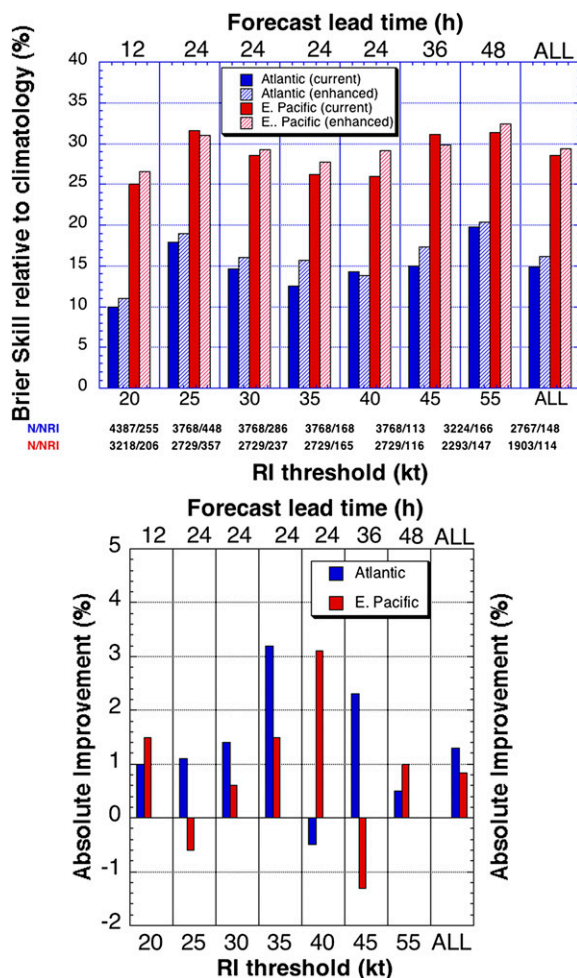 Forecast lead time (h)
12 24 24 24 24 36 48 ALL
Brier Skill relative to climatology (%)
40
35
30
25
20
15
10
5
0
Atlantic (current)
Atlantic (enhanced)
E. Pacific (current)
E.. Pacific (enhanced)
20 25 30 35 40 45 55 ALL
N/NRI 4387/255 3768/448 3768/286 3768/168 3768/113 3224/166 2767/148
N/NRI 3218/206 2729/357 2729/237 2729/165 2729/116 2293/147 1903/114
RI threshold (kt)
Forecast lead time (h)
12 24 24 24 24 36 48 ALL
Absolute Improvement (%)
5
4
3
2
1
0
-1
-2
Atlantic
E. Pacific
Absolute Improvement (%)
20 25 30 35 40 45 55 ALL
RI threshold (kt)